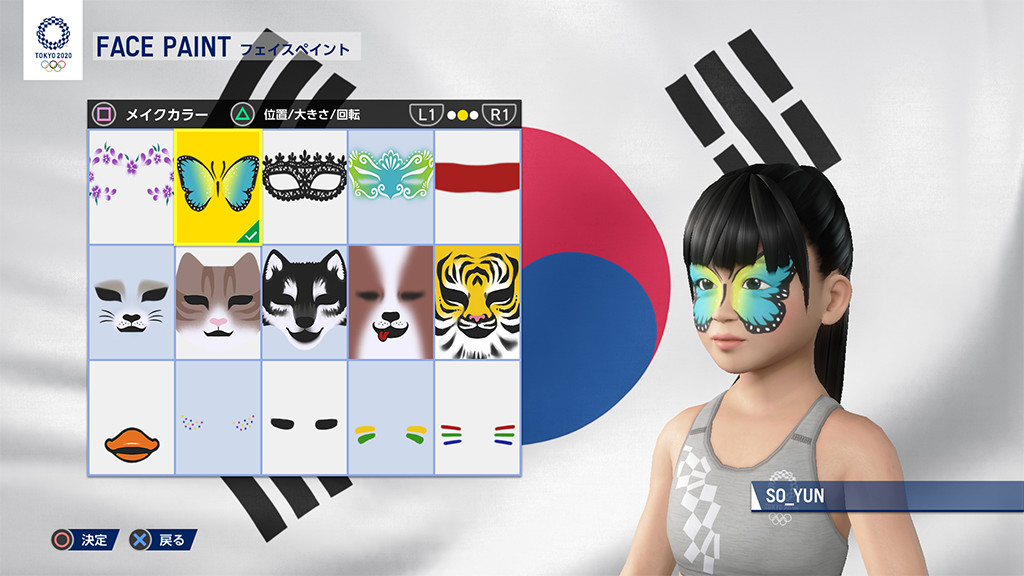 TOKYO 2020
FACE PAINT フェイスペイント
メイクカラー 位置/大きさ/回転 L1 R1
SO_YUN
決定 戻る